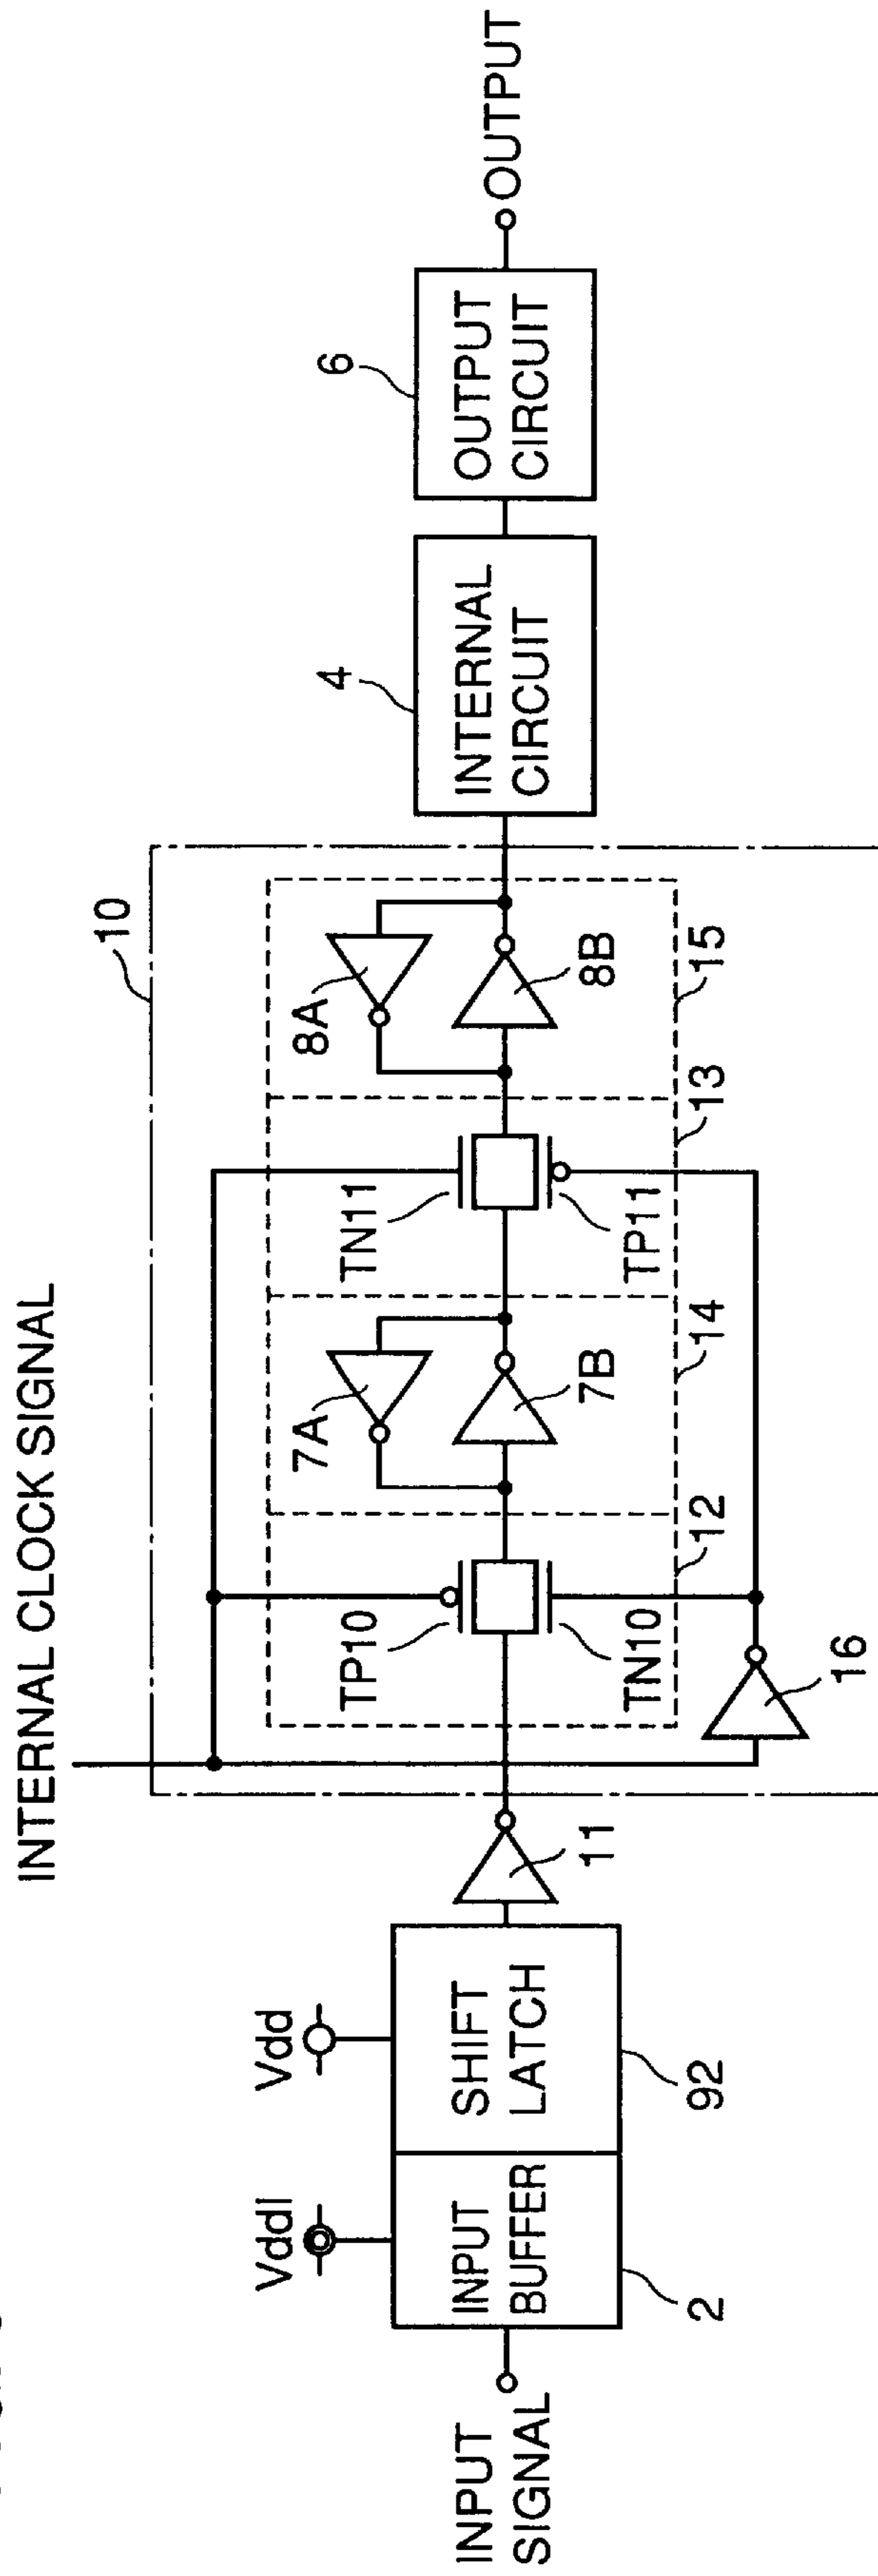 INTERNAL CLOCK SIGNAL
10
Vddl
Vdd
INPUT
SIGNAL
INPUT
BUFFER
SHIFT
LATCH
2
92
11
16
TP10
TN10
12
7A
7B
14
TN11
TP11
13
8A
8B
15
4
INTERNAL
CIRCUIT
6
OUTPUT
CIRCUIT
OUTPUT